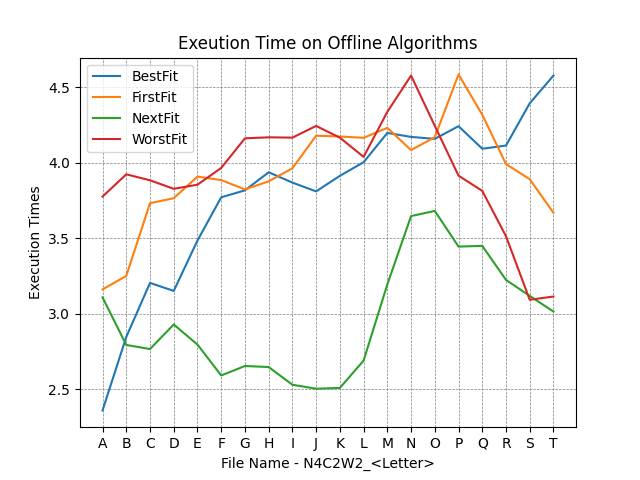 Exeution Time on Offline Algorithms
BestFit
FirstFit
NextFit
WorstFit
4.5
4.0
3.5
3.0
2.5
Execution Times
A B C D E F G H I J K L M N O P Q R S T
File Name - N4C2W2_<Letter>